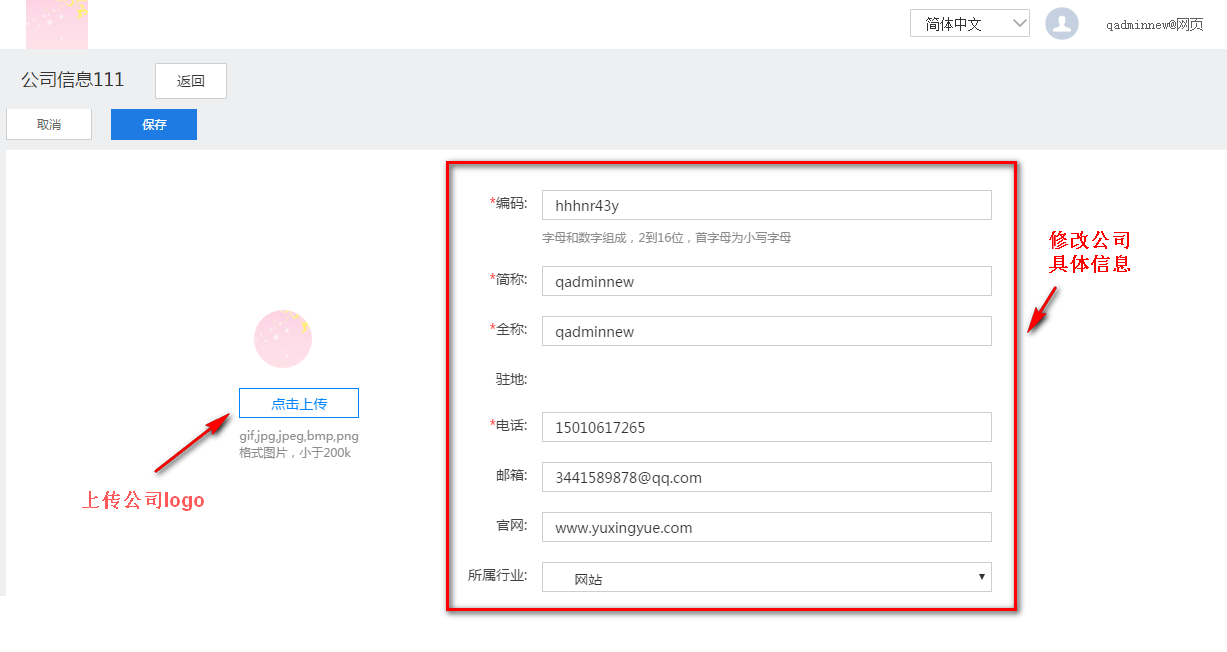 简体中文
qadminnew@网页
公司信息111
返回
取消
保存
*编码:
hhhnr43y
字母和数字组成，2到16位，首字母为小写字母
*简称:
qadminnew
*全称:
qadminnew
驻地:
*电话:
15010617265
邮箱:
3441589878@qq.com
官网:
www.yuxingyue.com
所属行业:
网站
点击上传
gif,jpg,jpeg,bmp,png
格式图片，小于200k
上传公司logo
修改公司
具体信息